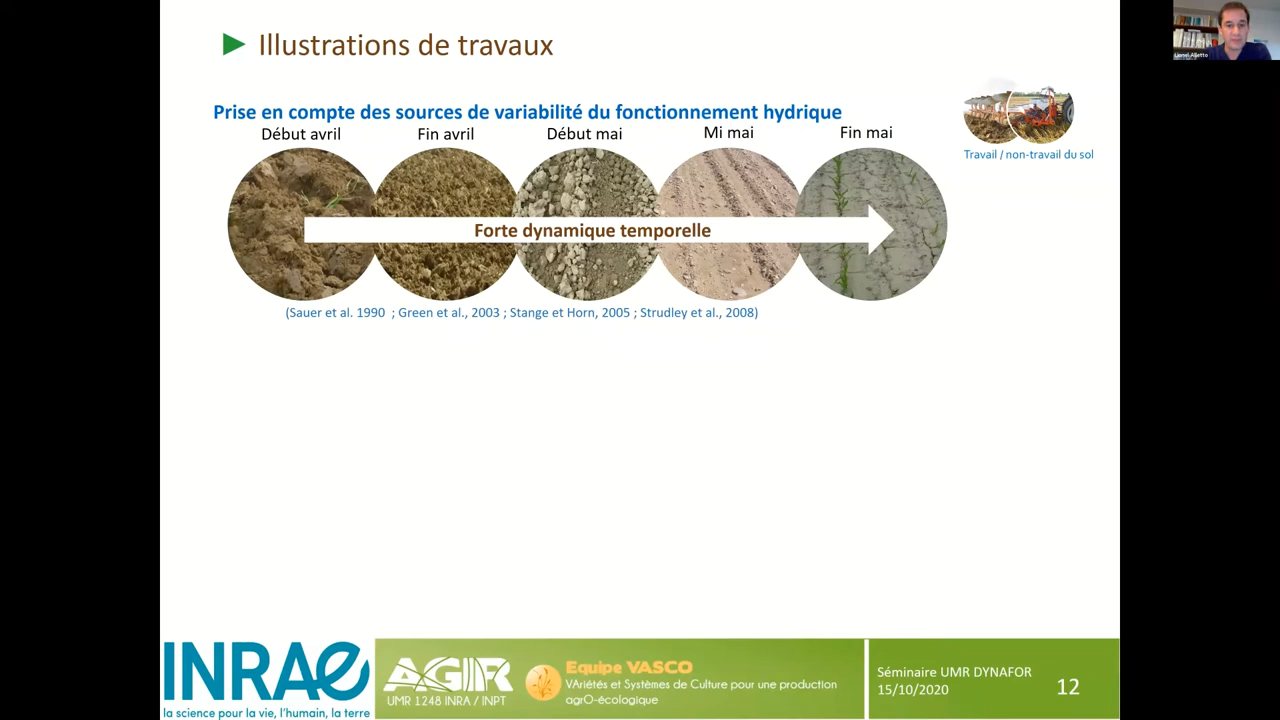 Illustrations de travaux
Prise en compte des sources de variabilité du fonctionnement hydrique
Début avril
Fin avril
Début mai
Mi mai
Fin mai
Travail / non-travail du sol
Forte dynamique temporelle
(Sauer et al. 1990 ; Green et al., 2003 ; Stange et Horn, 2005 ; Strudley et al., 2008)
Lionel Alletto
INRAE
la science pour la vie, l'humain, la terre
AGIR
UMR 1248 INRA / INPT
Equipe VASCO
VAriétés et Systèmes de Culture pour une production
agrO-écologique
Séminaire UMR DYNAFOR
15/10/2020
12